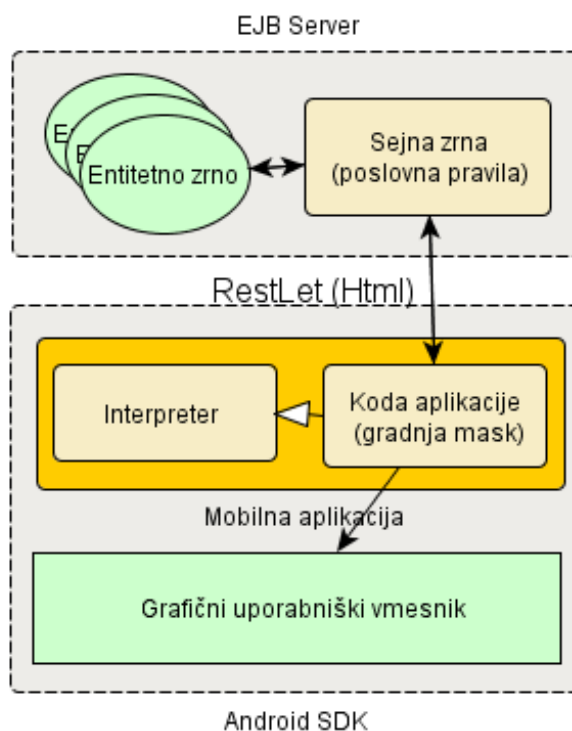 EJB Server
E
E
Entitetno zrno
Sejna zrna
(poslovna pravila)
RestLet (Html)
Interpreter
Koda aplikacije
(gradnja mask)
Mobilna aplikacija
Grafični uporabniški vmesnik
Android SDK